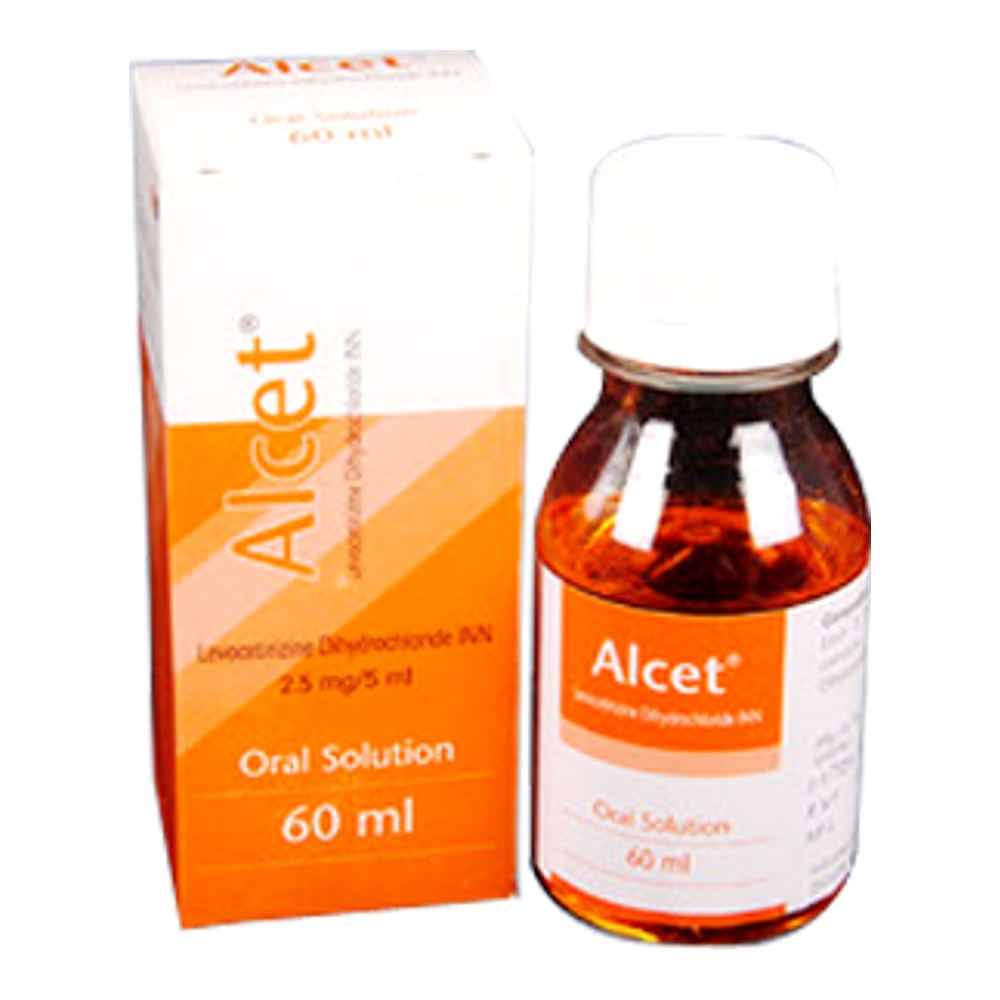 Alcet®
Oral Solution
60 ml
Alcet®
Levocetirizine Dihydrochloride INN
Levocetirizine Dihydrochloride INN
2.5 mg/5 ml
Oral Solution
60 ml
Alcet®
Levocetirizine Dihydrochloride INN
Oral Solution
60 ml